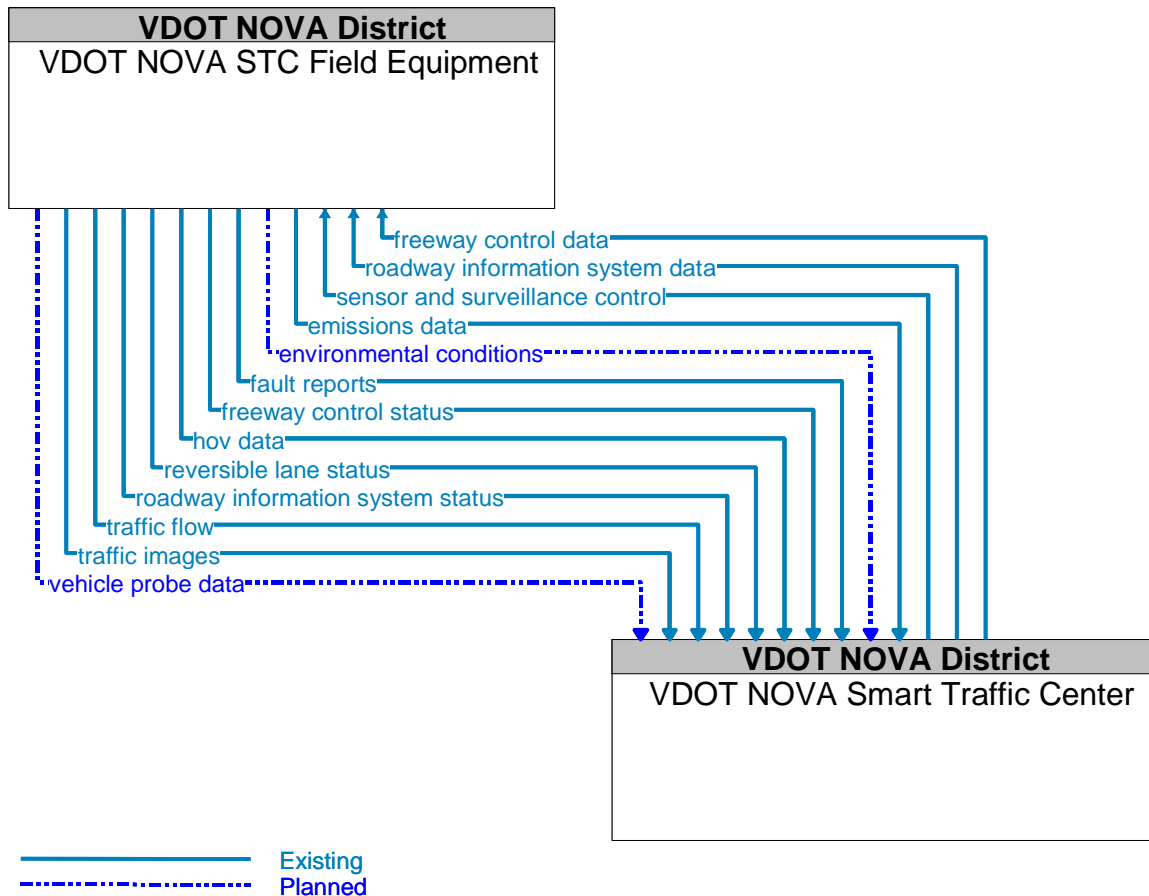 VDOT NOVA District
VDOT NOVA STC Field Equipment
freeway control data
roadway information system data
sensor and surveillance control
emissions data
environmental conditions
fault reports
freeway control status
hov data
reversible lane status
roadway information system status
traffic flow
traffic images
vehicle probe data
VDOT NOVA District
VDOT NOVA Smart Traffic Center
Existing
Planned